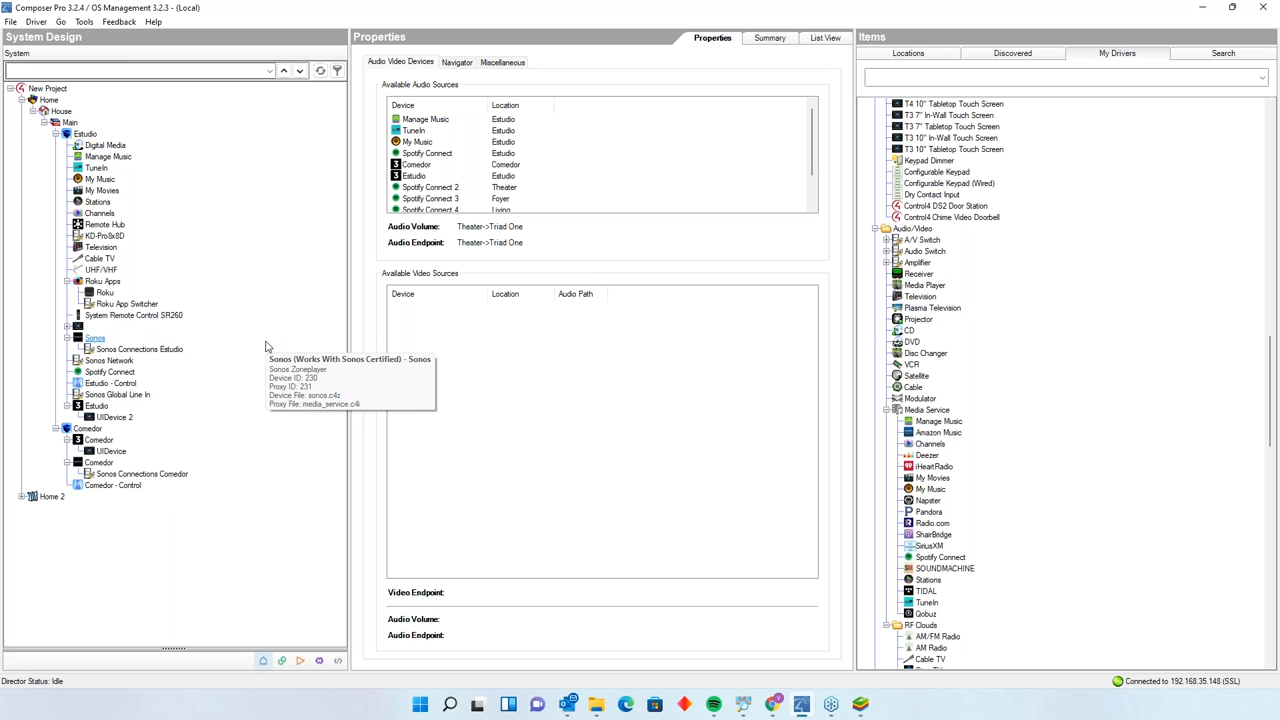 Composer Pro 3.2.4 / OS Management 3.2.3 - (Local)
File Driver Go Tools Feedback Help
System Design
System
New Project
Home
House
Main
Estudio
Digital Media
Manage Music
TuneIn
My Music
My Movies
Stations
Channels
Remote Hub
KD-Pro8x8D
Television
Cable TV
UHF/VHF
Roku Apps
Roku
Roku App Switcher
System Remote Control SR260
Sonos
Sonos Connections Estudio
Sonos Network
Spotify Connect
Estudio - Control
Sonos Global Line In
Estudio
UIDevice 2
Comedor
Comedor
UIDevice
Comedor
Sonos Connections Comedor
Comedor - Control
Home 2
Director Status: Idle
Properties
Properties Summary List View
Audio Video Devices Navigator Miscellaneous
Available Audio Sources
Device Location
Manage Music Estudio
TuneIn Estudio
My Music Estudio
Spotify Connect Estudio
Comedor Comedor
Estudio Estudio
Spotify Connect 2 Theater
Spotify Connect 3 Foyer
Spotify Connect 4 Living
Audio Volume: Theater->Triad One
Audio Endpoint: Theater->Triad One
Available Video Sources
Device Location Audio Path
Sonos (Works With Sonos Certified) - Sonos
Sonos Zoneplayer
Device ID: 230
Proxy ID: 231
Device File: sonos.c4z
Proxy File: media_service.c4i
Video Endpoint:
Audio Volume:
Audio Endpoint:
Items
Locations Discovered My Drivers Search
T4 10" Tabletop Touch Screen
T3 7" In-Wall Touch Screen
T3 7" Tabletop Touch Screen
T3 10" In-Wall Touch Screen
T3 10" Tabletop Touch Screen
Keypad Dimmer
Configurable Keypad
Configurable Keypad (Wired)
Dry Contact Input
Control4 DS2 Door Station
Control4 Chime Video Doorbell
Audio/Video
A/V Switch
Audio Switch
Amplifier
Receiver
Media Player
Television
Plasma Television
Projector
CD
DVD
Disc Changer
VCR
Satellite
Cable
Modulator
Media Service
Manage Music
Amazon Music
Channels
Deezer
iHeartRadio
My Movies
My Music
Napster
Pandora
Radio.com
ShairBridge
SiriusXM
Spotify Connect
SOUNDMACHINE
Stations
TIDAL
TuneIn
Qobuz
RF Clouds
AM/FM Radio
AM Radio
Cable TV
Connected to 192.168.35.148 (SSL)